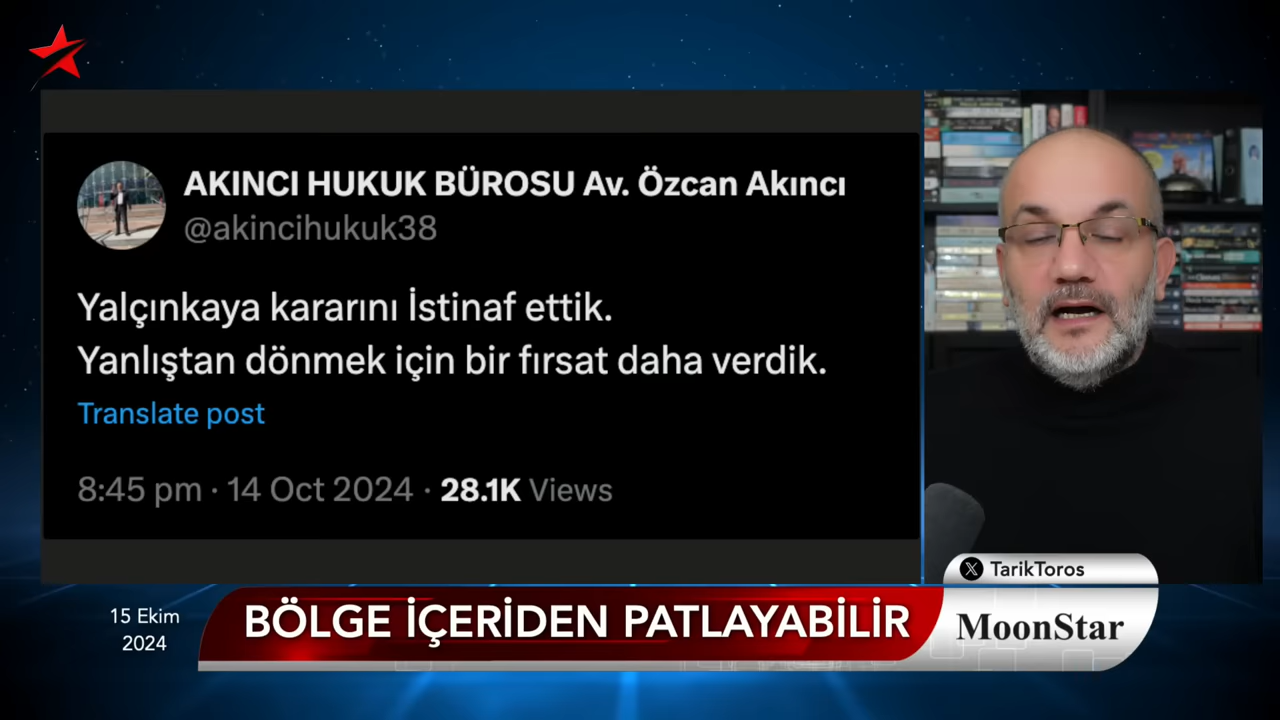 AKINCI HUKUK BÜROSU Av. Özcan Akıncı
@akincihukuk38
Yalçınkaya kararını İstinaf ettik.
Yanlıştan dönmek için bir fırsat daha verdik.
Translate post
8:45 pm · 14 Oct 2024 · 28.1K Views
TarikToros
15 Ekim
2024
BÖLGE İÇERİDEN PATLAYABİLİR
MoonStar